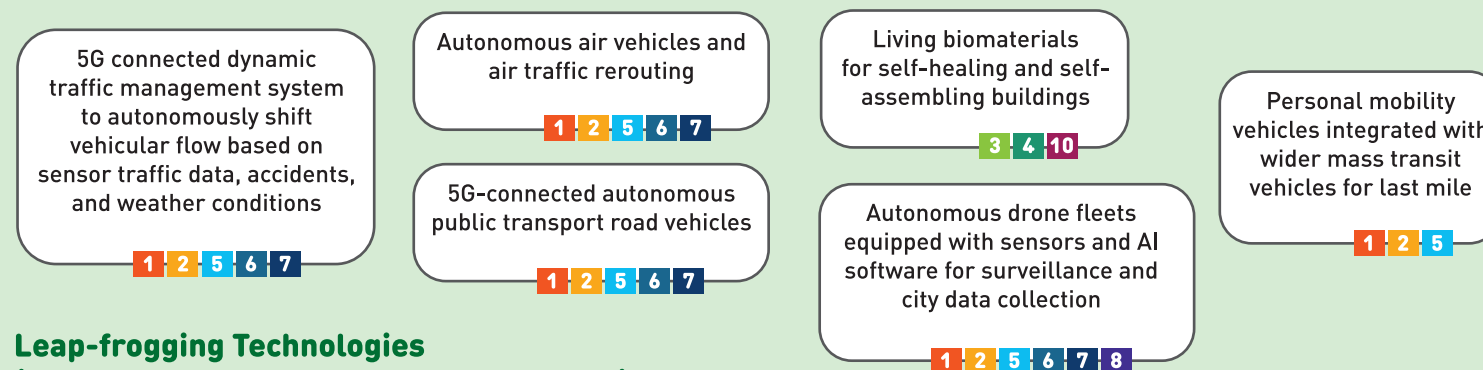 5G connected dynamic
traffic management system
to autonomously shift
vehicular flow based on
sensor traffic data, accidents,
and weather conditions
1 2 5 6 7
Autonomous air vehicles and
air traffic rerouting
1 2 5 6 7
5G-connected autonomous
public transport road vehicles
1 2 5 6 7
Living biomaterials
for self-healing and self-
assembling buildings
3 4 10
Autonomous drone fleets
equipped with sensors and AI
software for surveillance and
city data collection
1 2 5 6 7 8
Personal mobility
vehicles integrated with
wider mass transit
vehicles for last mile
1 2 5
Leap-frogging Technologies